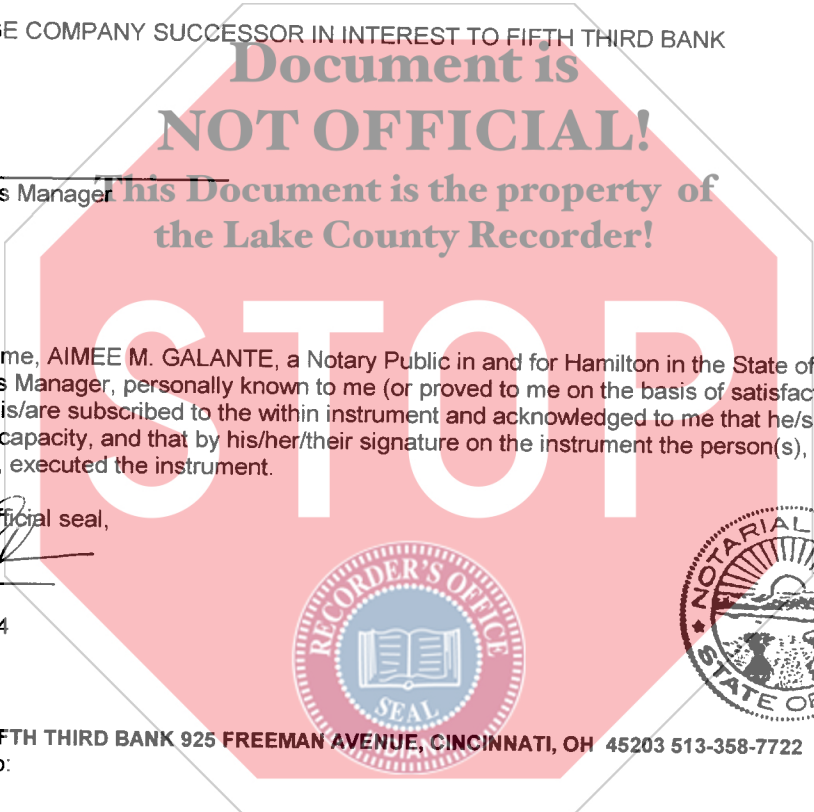 GE COMPANY SUCCESSOR IN INTEREST TO FIFTH THIRD BANK
Document is
NOT OFFICIAL!
s Manager
This Document is the property of
the Lake County Recorder!
STOP
me, AIMEE M. GALANTE, a Notary Public in and for Hamilton in the State of
s Manager, personally known to me (or proved to me on the basis of satisfact
is/are subscribed to the within instrument and acknowledged to me that he/s
capacity, and that by his/her/their signature on the instrument the person(s),
, executed the instrument.
fficial seal,
NOTARIAL
STATE OF
4
RECORDER'S OFFICE
SEAL
FTH THIRD BANK 925 FREEMAN AVENUE, CINCINNATI, OH 45203 513-358-7722
o: